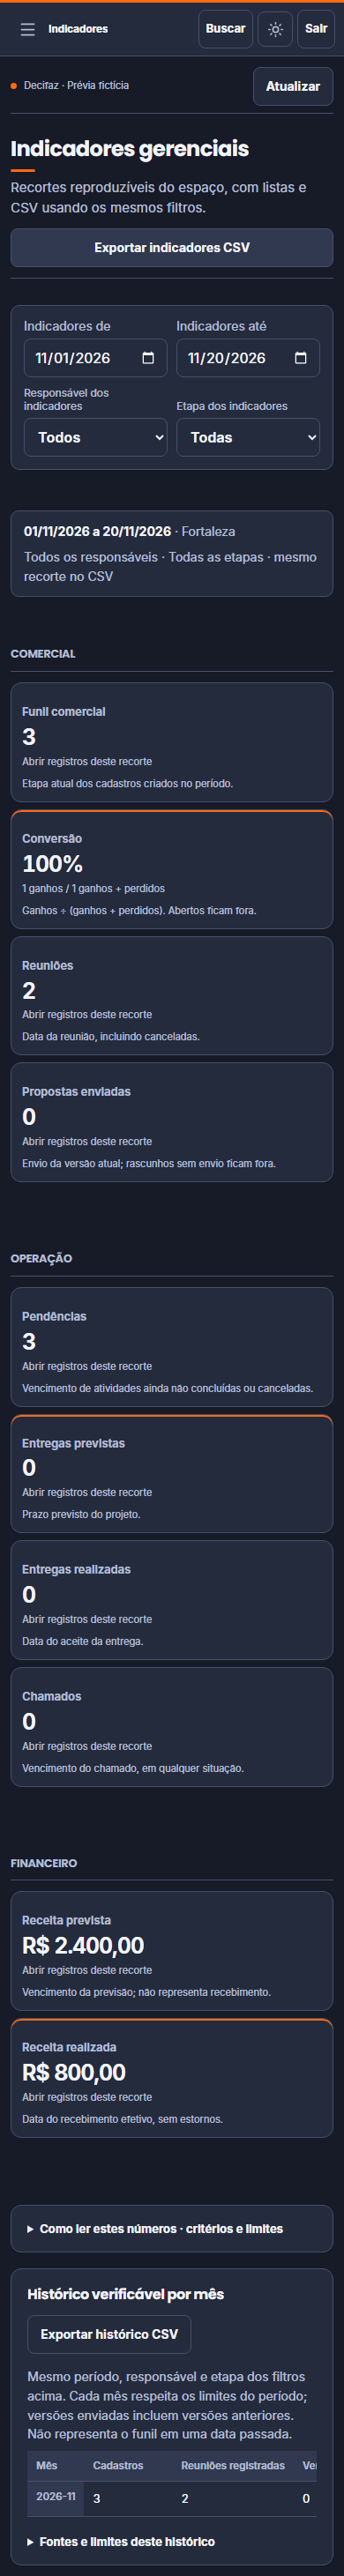 Indicadores
Buscar
Sair
Decifaz · Prévia fictícia
Atualizar
Indicadores gerenciais
Recortes reproduzíveis do espaço, com listas e
CSV usando os mesmos filtros.
Exportar indicadores CSV
Indicadores de
Indicadores até
11/01/2026
11/20/2026
Responsável dos
indicadores
Etapa dos indicadores
Todos
Todas
01/11/2026 a 20/11/2026 · Fortaleza
Todos os responsáveis · Todas as etapas · mesmo
recorte no CSV
COMERCIAL
Funil comercial
3
Abrir registros deste recorte
Etapa atual dos cadastros criados no período.
Conversão
100%
1 ganhos / 1 ganhos + perdidos
Ganhos ÷ (ganhos + perdidos). Abertos ficam fora.
Reuniões
2
Abrir registros deste recorte
Data da reunião, incluindo canceladas.
Propostas enviadas
0
Abrir registros deste recorte
Envio da versão atual; rascunhos sem envio ficam fora.
OPERAÇÃO
Pendências
3
Abrir registros deste recorte
Vencimento de atividades ainda não concluídas ou canceladas.
Entregas previstas
0
Abrir registros deste recorte
Prazo previsto do projeto.
Entregas realizadas
0
Abrir registros deste recorte
Data do aceite da entrega.
Chamados
0
Abrir registros deste recorte
Vencimento do chamado, em qualquer situação.
FINANCEIRO
Receita prevista
R$ 2.400,00
Abrir registros deste recorte
Vencimento da previsão; não representa recebimento.
Receita realizada
R$ 800,00
Abrir registros deste recorte
Data do recebimento efetivo, sem estornos.
Como ler estes números · critérios e limites
Histórico verificável por mês
Exportar histórico CSV
Mesmo período, responsável e etapa dos filtros
acima. Cada mês respeita os limites do período;
versões enviadas incluem versões anteriores.
Não representa o funil em uma data passada.
Mês Cadastros Reuniões registradas Ver
2026-11 3 2 0
Fontes e limites deste histórico